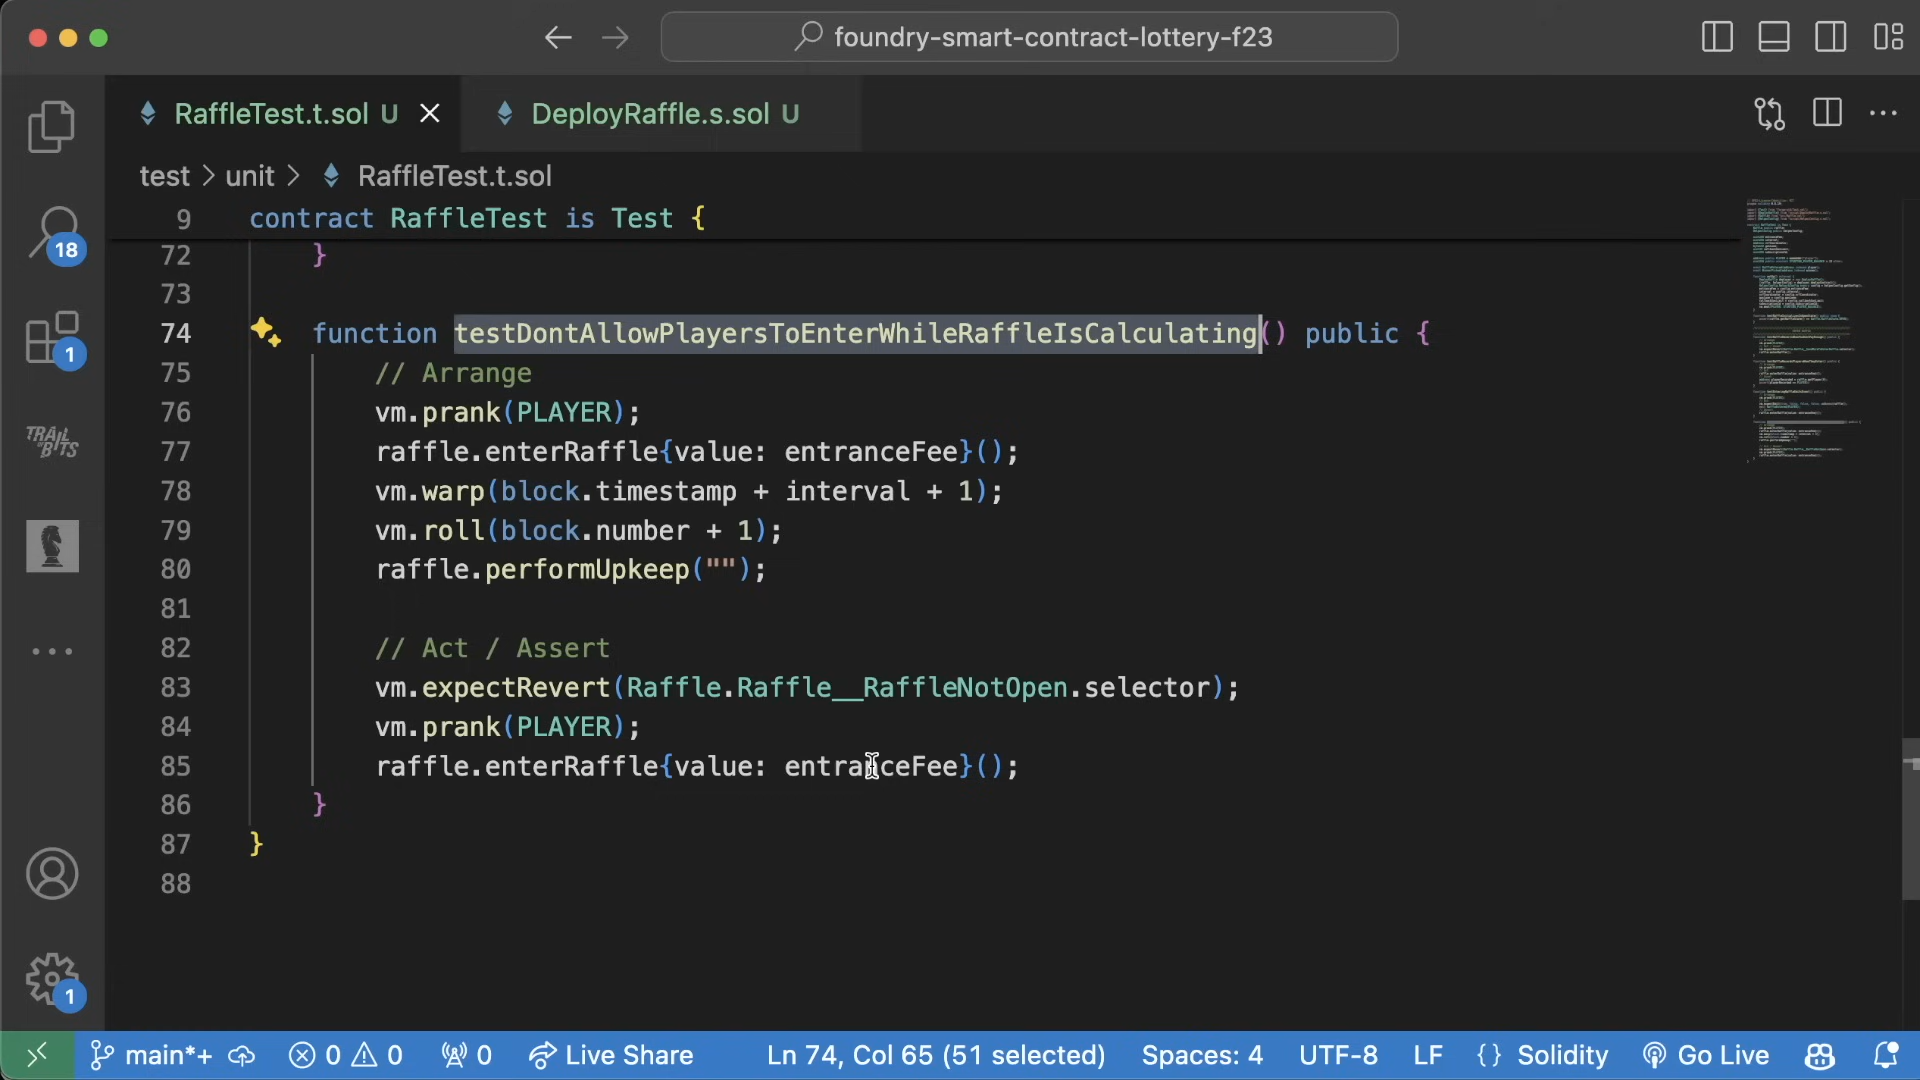 foundry-smart-contract-lottery-f23
RaffleTest.t.sol U
DeployRaffle.s.sol U
test > unit > RaffleTest.t.sol
9 contract RaffleTest is Test {
72 }
73
74 function testDontAllowPlayersToEnterWhileRaffleIsCalculating() public {
75 // Arrange
76 vm.prank(PLAYER);
77 raffle.enterRaffle{value: entranceFee}();
78 vm.warp(block.timestamp + interval + 1);
79 vm.roll(block.number + 1);
80 raffle.performUpkeep("");
81
82 // Act / Assert
83 vm.expectRevert(Raffle.Raffle__RaffleNotOpen.selector);
84 vm.prank(PLAYER);
85 raffle.enterRaffle{value: entranceFee}();
86 }
87 }
88
18
1
TRAIL OF BITS
1
main*+ 0 0 0 Live Share Ln 74, Col 65 (51 selected) Spaces: 4 UTF-8 LF {} Solidity Go Live